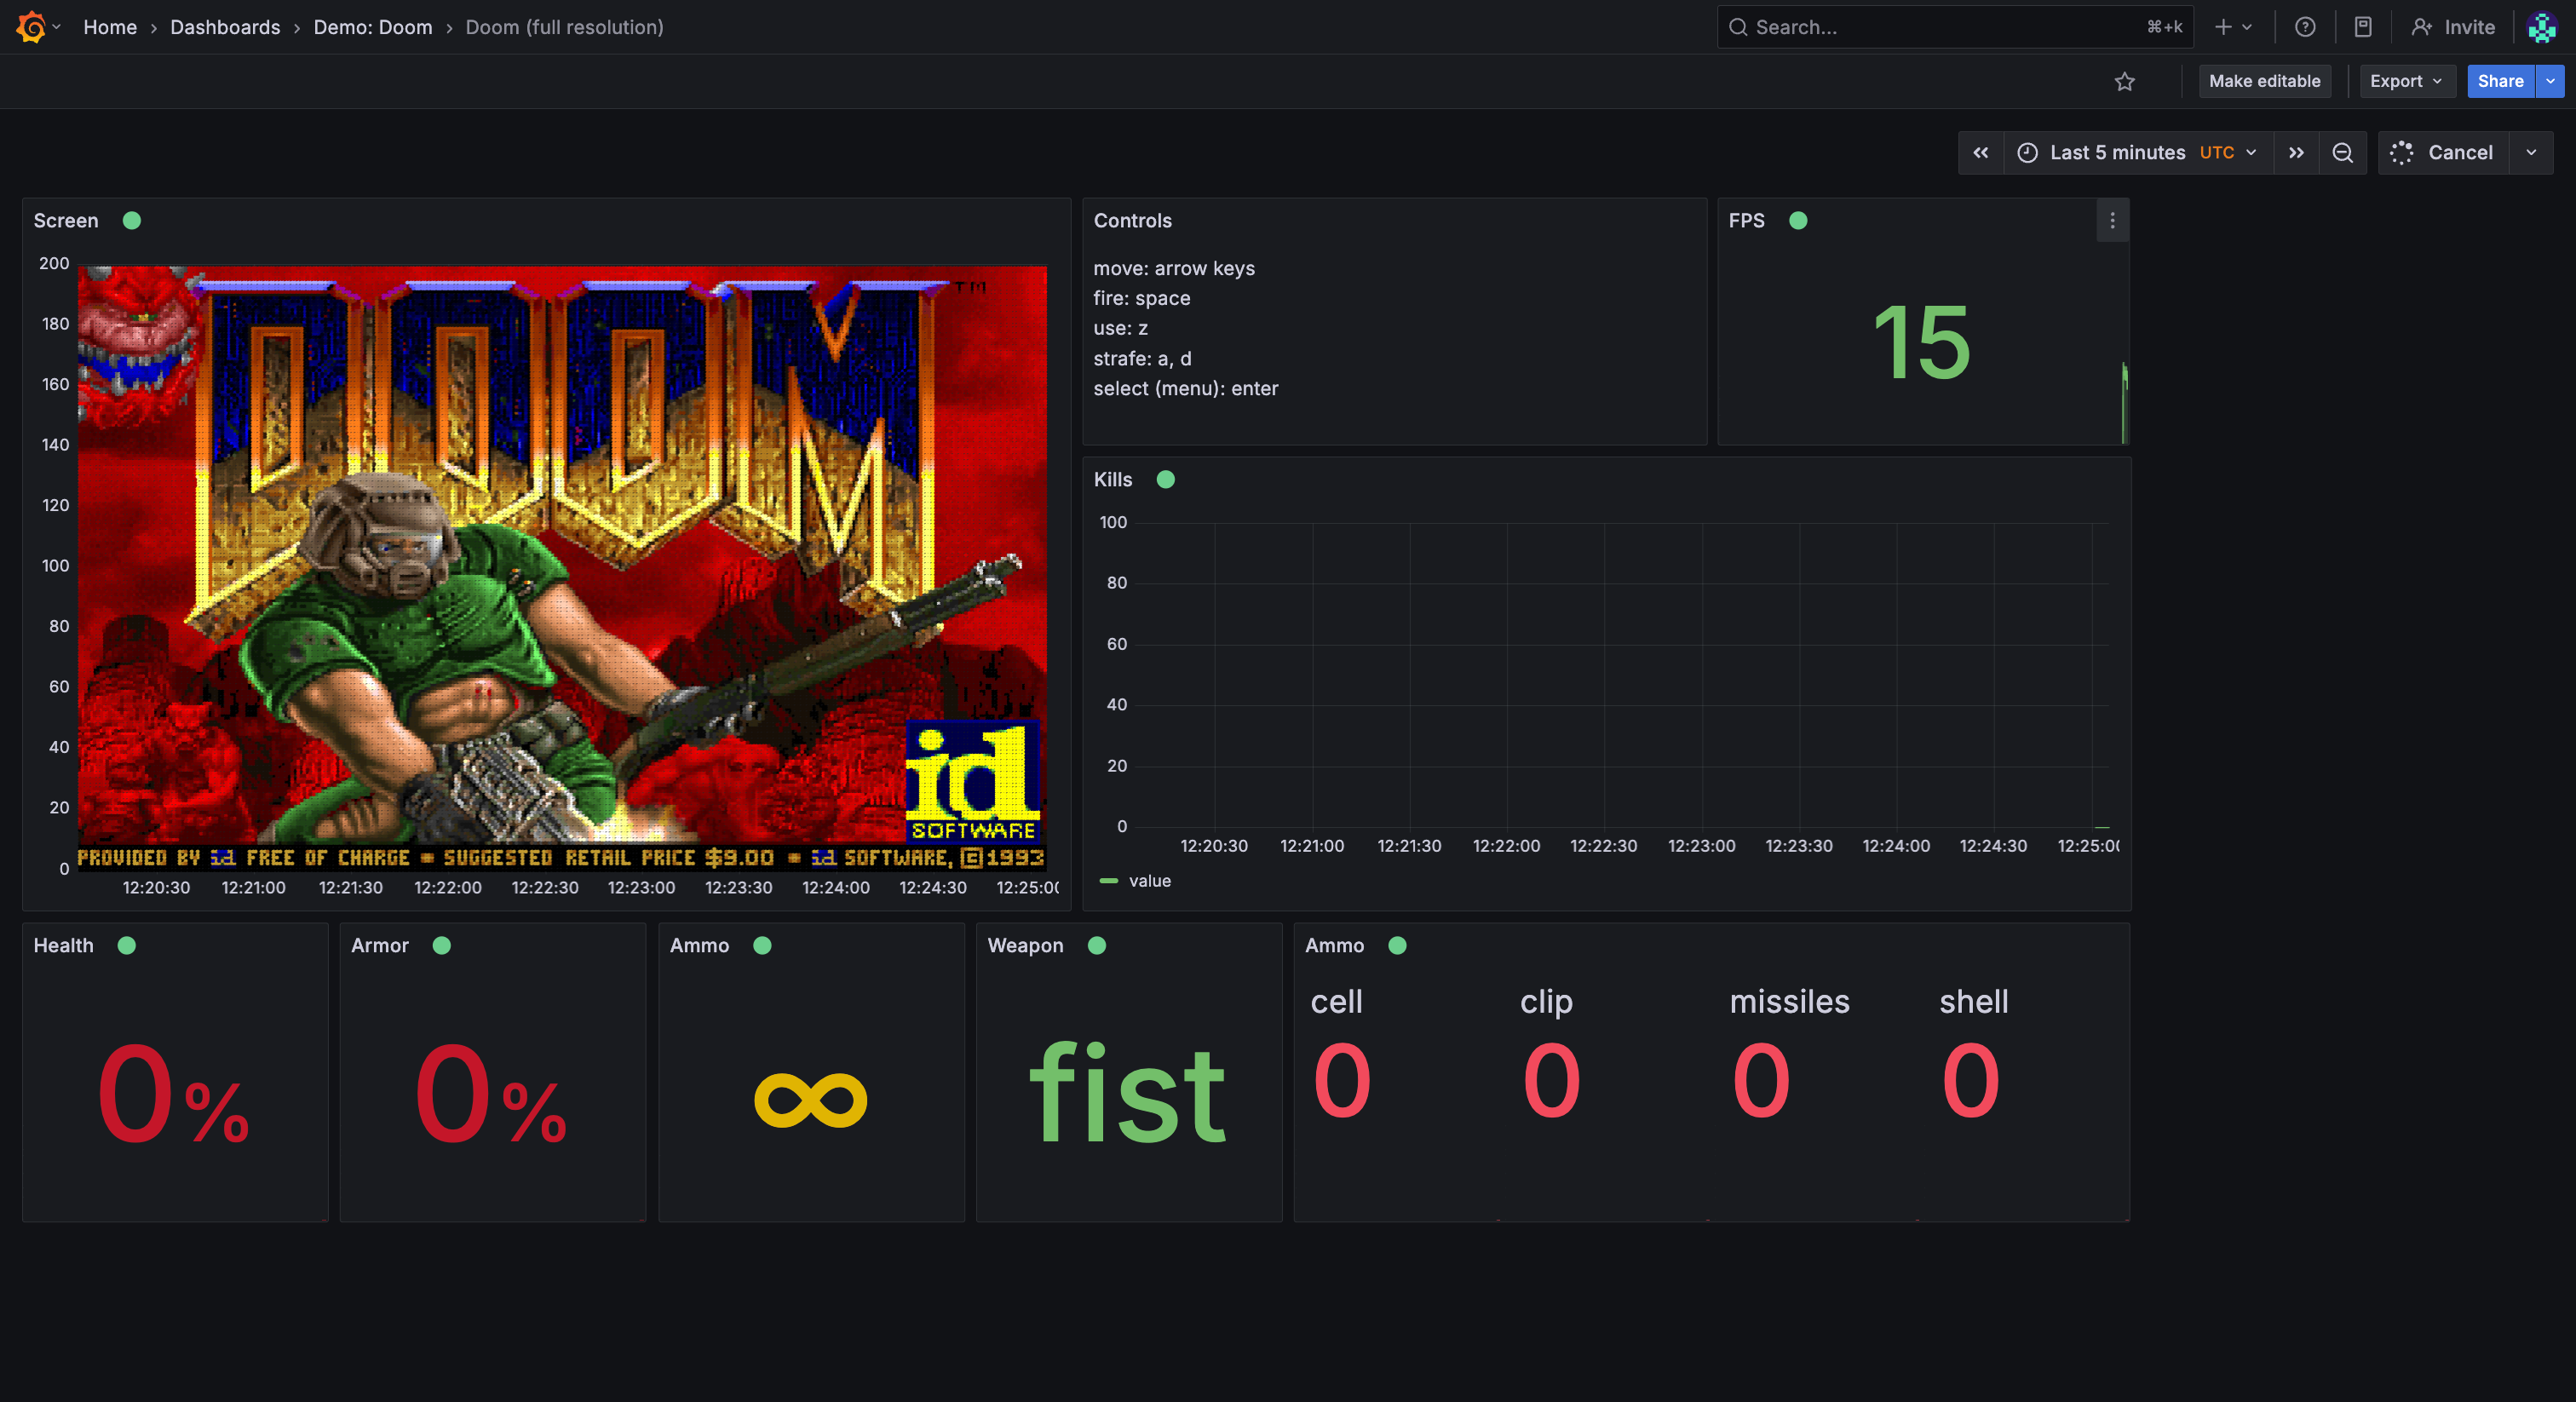 Home › Dashboards › Demo: Doom › Doom (full resolution)
Search... ⌘+k
Invite
Make editable
Export
Share
Last 5 minutes UTC
Cancel
Screen
200
180
160
140
120
100
80
60
40
20
0
DOOM TM
id
SOFTWARE
PROVIDED BY id FREE OF CHARGE - SUGGESTED RETAIL PRICE $9.00 - id SOFTWARE, ©1993
12:20:30 12:21:00 12:21:30 12:22:00 12:22:30 12:23:00 12:23:30 12:24:00 12:24:30 12:25:00
Controls
move: arrow keys
fire: space
use: z
strafe: a, d
select (menu): enter
FPS
15
Kills
100
80
60
40
20
0
12:20:30 12:21:00 12:21:30 12:22:00 12:22:30 12:23:00 12:23:30 12:24:00 12:24:30 12:25:00
value
Health
0%
Armor
0%
Ammo
∞
Weapon
fist
Ammo
cell clip missiles shell
0 0 0 0